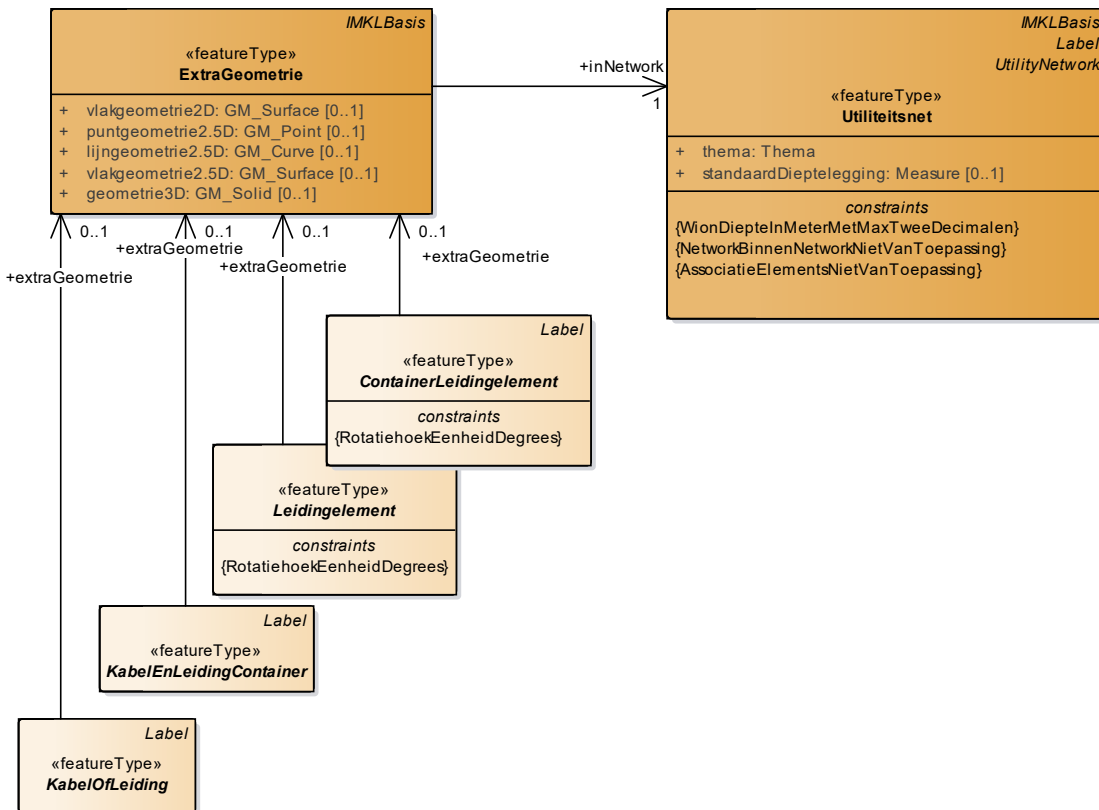 IMKLBasis
«featureType»
ExtraGeometrie
+ vlakgeometrie2D: GM_Surface [0..1]
+ puntgeometrie2.5D: GM_Point [0..1]
+ lijngeometrie2.5D: GM_Curve [0..1]
+ vlakgeometrie2.5D: GM_Surface [0..1]
+ geometrie3D: GM_Solid [0..1]
+inNetwork
1
IMKLBasis
Label
UtilityNetwork
«featureType»
Utiliteitsnet
+ thema: Thema
+ standaardDieptelegging: Measure [0..1]
constraints
{WionDiepteInMeterMetMaxTweeDecimalen}
{NetworkBinnenNetworkNietVanToepassing}
{AssociatieElementsNietVanToepassing}
0..1
0..1
0..1
0..1
+extraGeometrie
+extraGeometrie
+extraGeometrie
+extraGeometrie
Label
«featureType»
ContainerLeidingelement
constraints
{RotatiehoekEenheidDegrees}
«featureType»
Leidingelement
constraints
{RotatiehoekEenheidDegrees}
Label
«featureType»
KabelEnLeidingContainer
Label
«featureType»
KabelOfLeiding